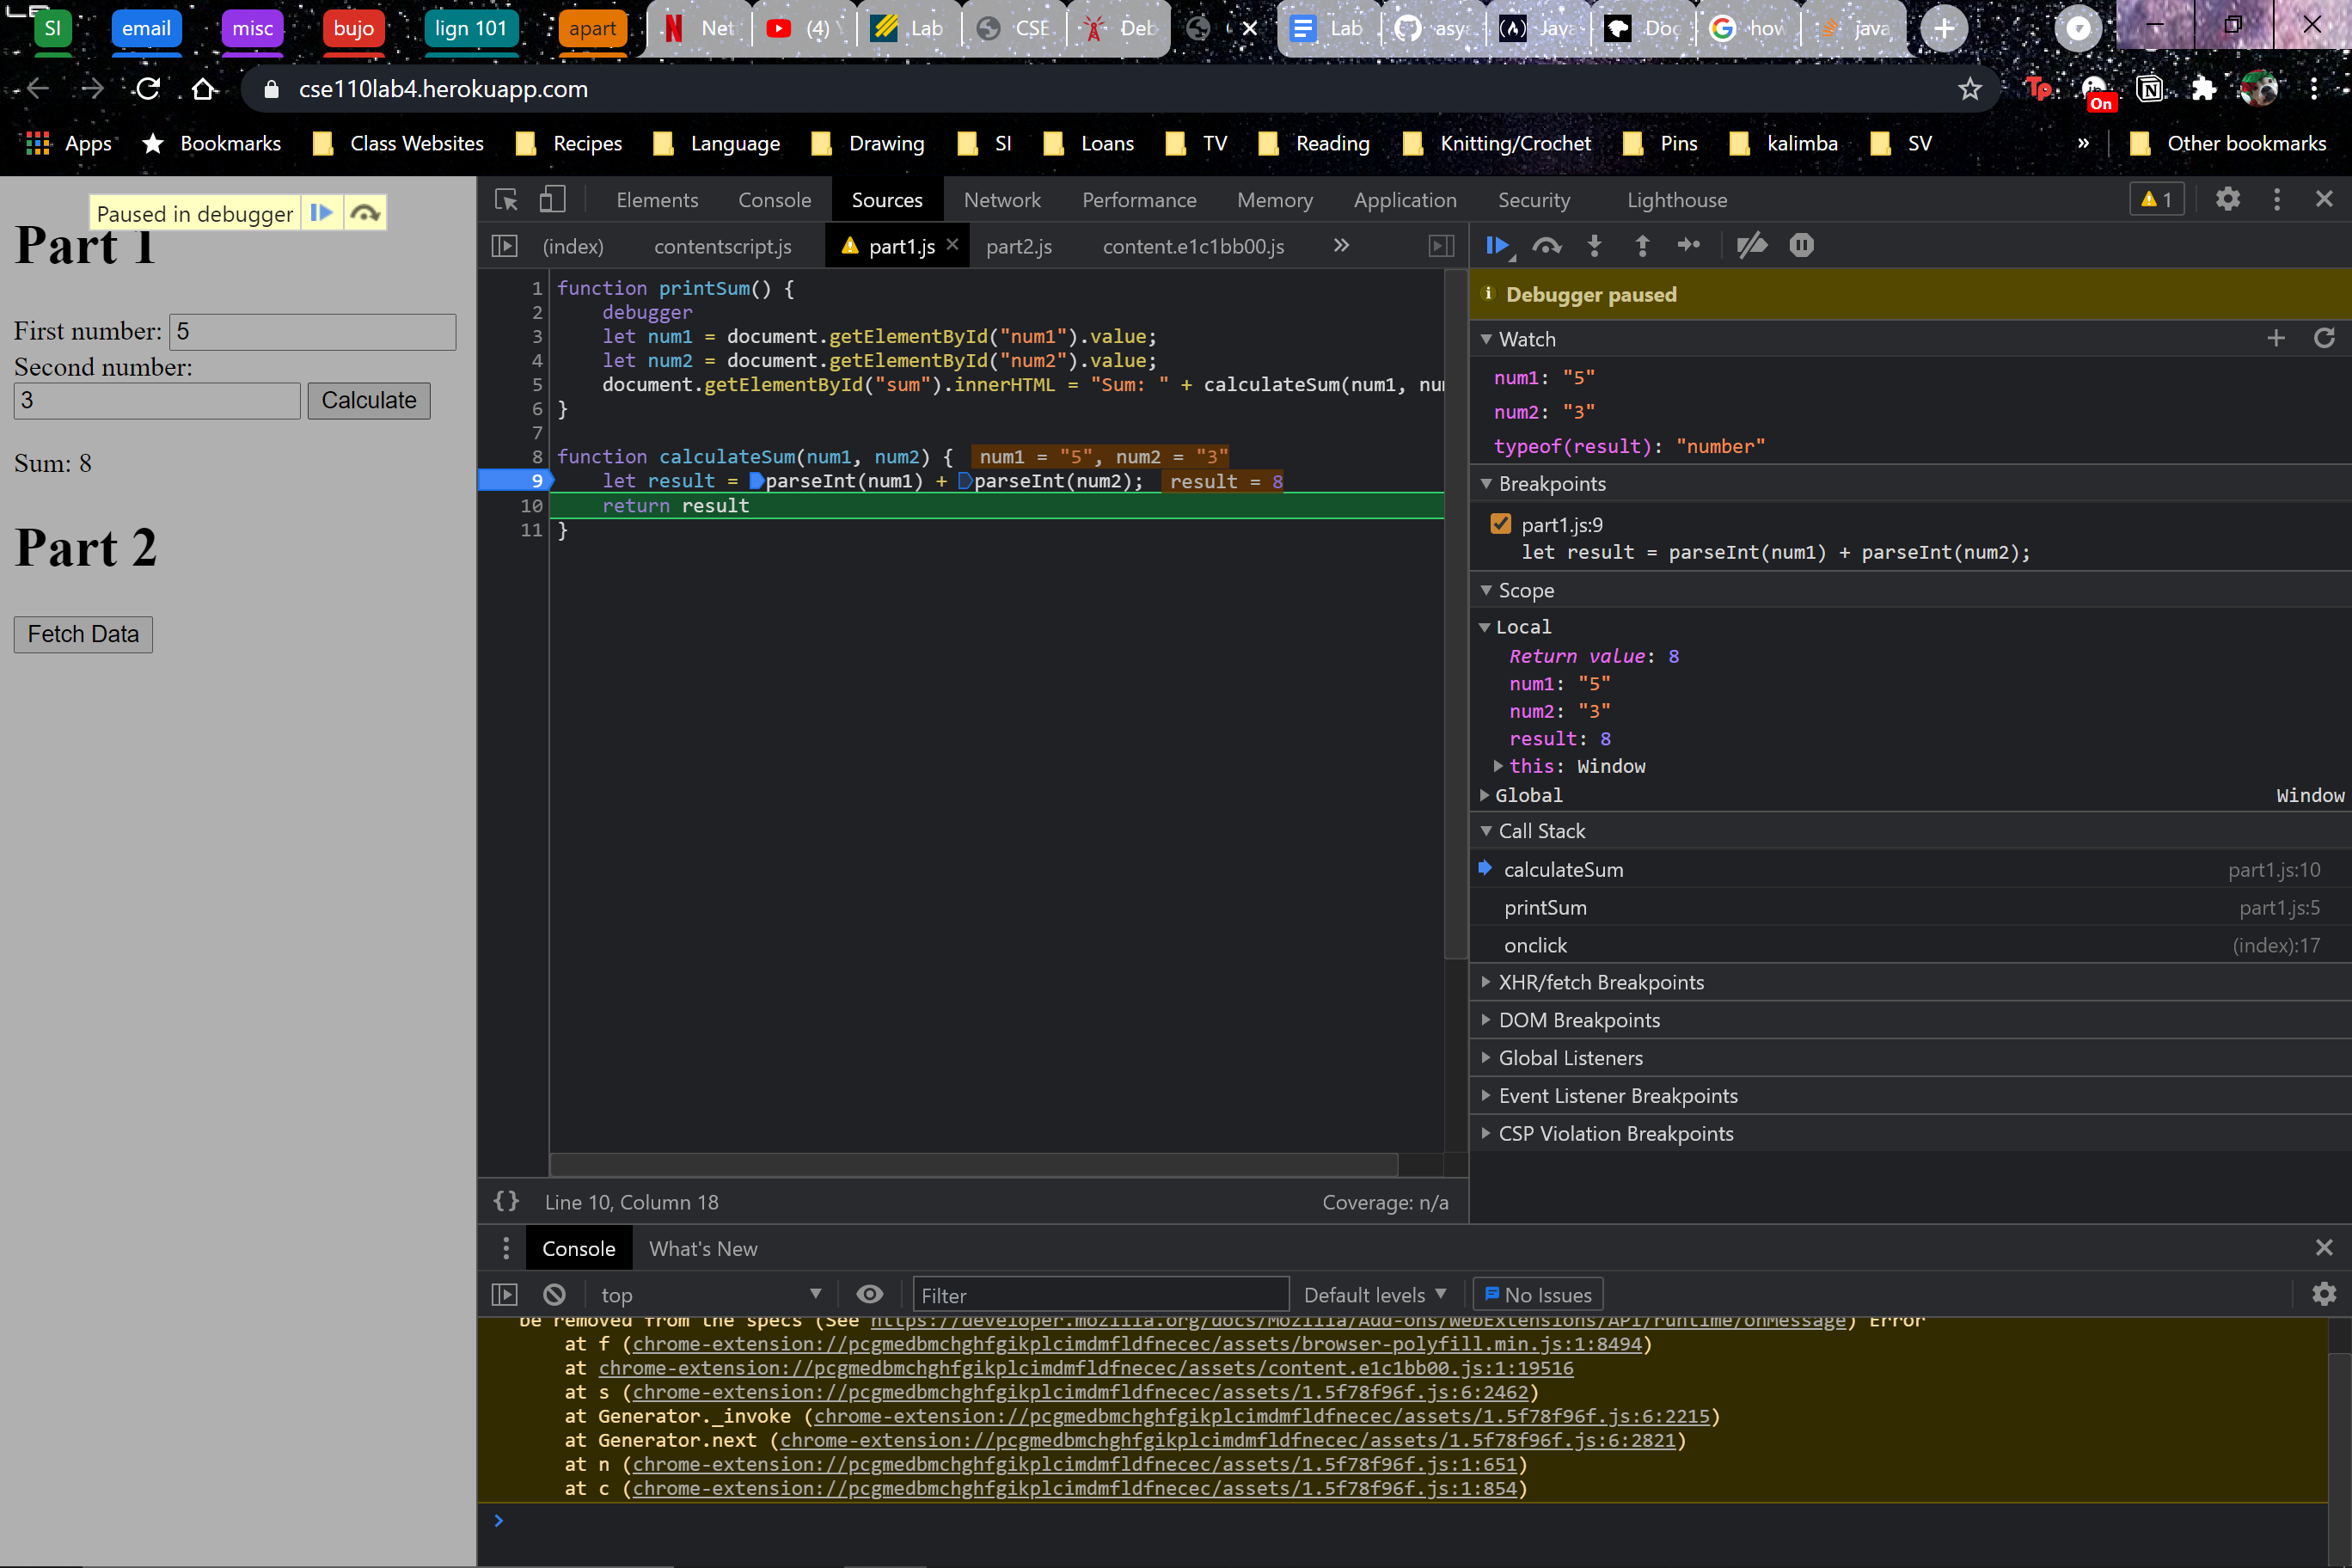 SI
email
misc
bujo
lign 101
apart
Net
(4)
Lab
CSE
Deb
Lab
Java
Doc
how
java
cse110lab4.herokuapp.com
On
Apps
Bookmarks
Class Websites
Recipes
Language
Drawing
SI
Loans
TV
Reading
Knitting/Crochet
Pins
kalimba
SV
»
Other bookmarks
Paused in debugger
Part 1
First number: 5
Second number:
3 Calculate
Sum: 8
Part 2
Fetch Data
Elements Console Sources Network Performance Memory Application Security Lighthouse 1
(index) contentscript.js part1.js part2.js content.e1c1bb00.js »
1 function printSum() {
2 debugger
3 let num1 = document.getElementById("num1").value;
4 let num2 = document.getElementById("num2").value;
5 document.getElementById("sum").innerHTML = "Sum: " + calculateSum(num1,
6 }
7
8 function calculateSum(num1, num2) { num1 = "5", num2 = "3"
9 let result = parseInt(num1) + parseInt(num2); result = 8
10 return result
11 }
{} Line 10, Column 18 Coverage: n/a
Debugger paused
Watch
num1: "5"
num2: "3"
typeof(result): "number"
Breakpoints
part1.js:9
let result = parseInt(num1) + parseInt(num2);
Scope
Local
Return value: 8
num1: "5"
num2: "3"
result: 8
this: Window
Global Window
Call Stack
calculateSum part1.js:10
printSum part1.js:5
onclick (index):17
XHR/fetch Breakpoints
DOM Breakpoints
Global Listeners
Event Listener Breakpoints
CSP Violation Breakpoints
Console What's New
top Filter Default levels No Issues
be removed from the specs (See https://developer.mozilla.org/docs/Mozilla/Add-ons/WebExtensions/API/runtime/onMessage) Error
at f (chrome-extension://pcgmedbmchghfgikplcimdmfldfnecec/assets/browser-polyfill.min.js:1:8494)
at chrome-extension://pcgmedbmchghfgikplcimdmfldfnecec/assets/content.e1c1bb00.js:1:19516
at s (chrome-extension://pcgmedbmchghfgikplcimdmfldfnecec/assets/1.5f78f96f.js:6:2462)
at Generator._invoke (chrome-extension://pcgmedbmchghfgikplcimdmfldfnecec/assets/1.5f78f96f.js:6:2215)
at Generator.next (chrome-extension://pcgmedbmchghfgikplcimdmfldfnecec/assets/1.5f78f96f.js:6:2821)
at n (chrome-extension://pcgmedbmchghfgikplcimdmfldfnecec/assets/1.5f78f96f.js:1:651)
at c (chrome-extension://pcgmedbmchghfgikplcimdmfldfnecec/assets/1.5f78f96f.js:1:854)